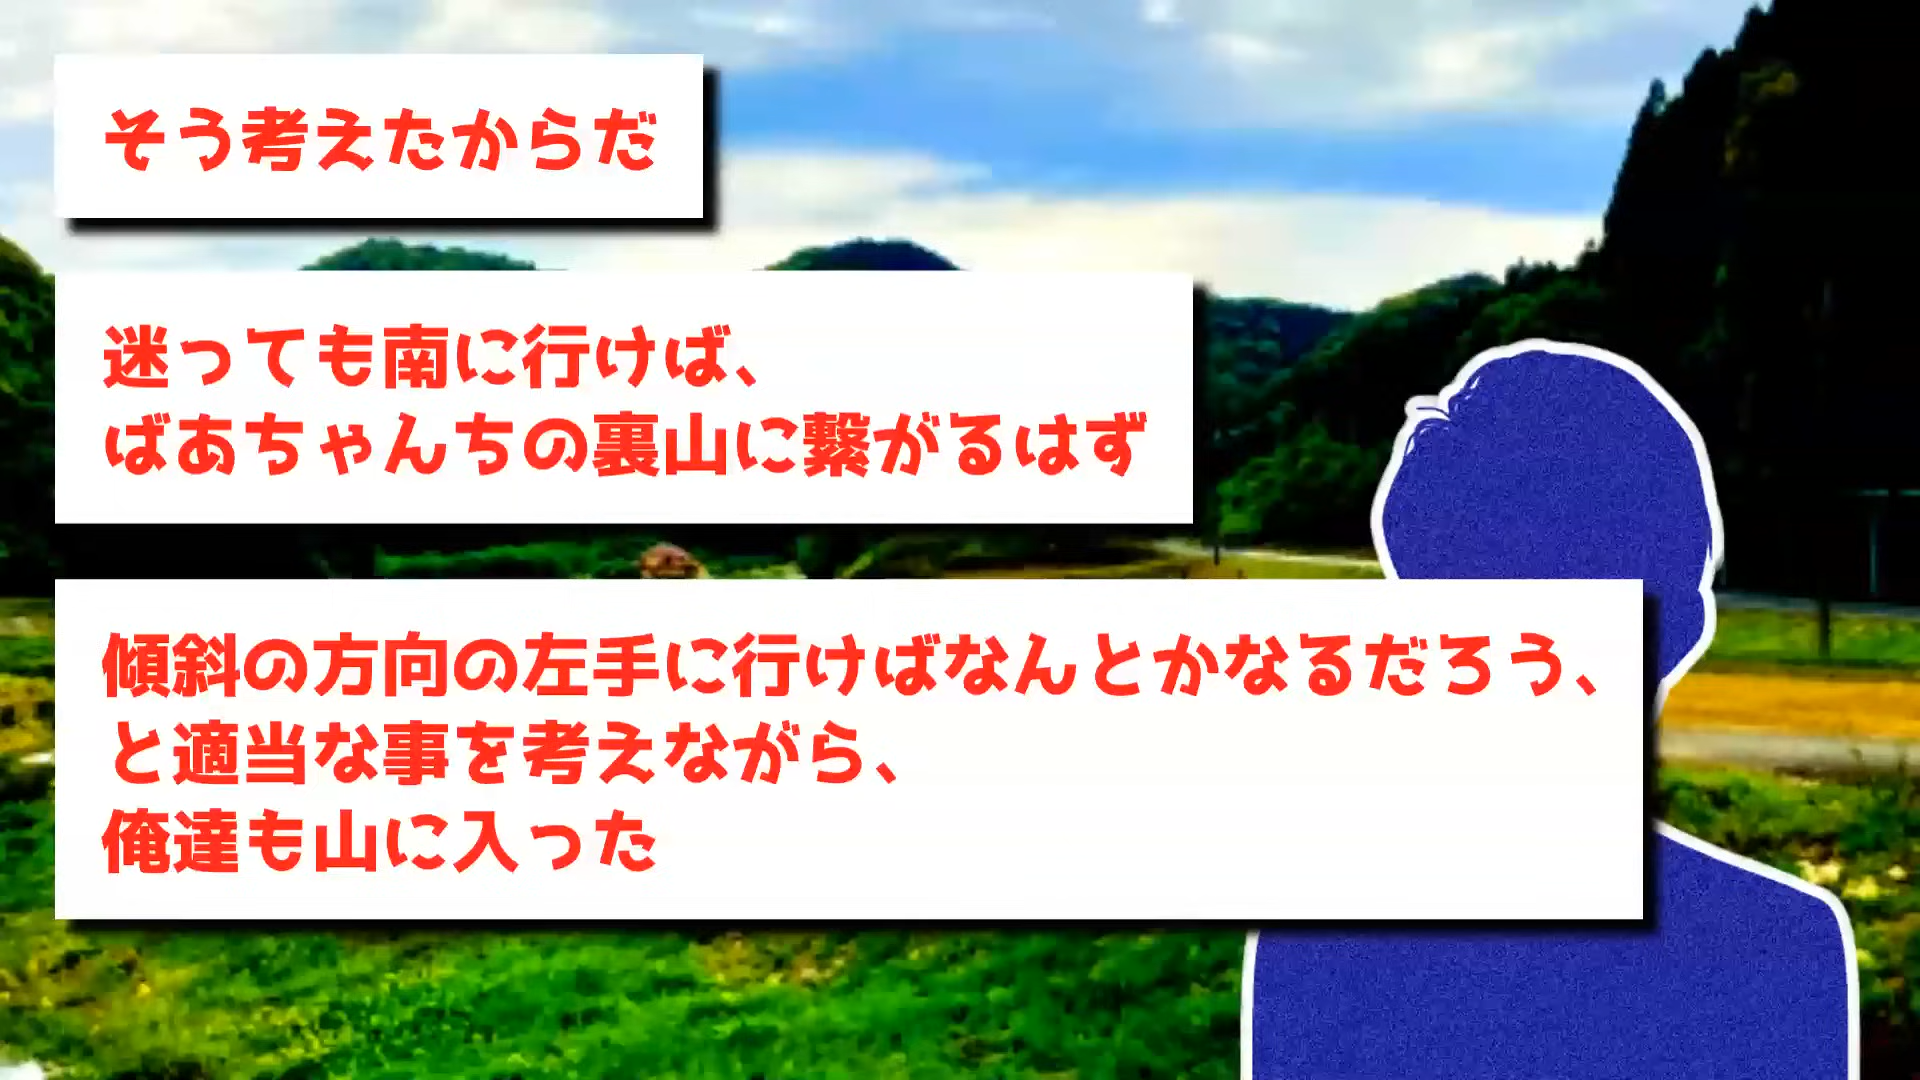 そう考えたからだ
迷っても南に行けば、
ばあちゃんちの裏山に繋がるはず
傾斜の方向の左手に行けばなんとかなるだろう、
と適当な事を考えながら、
俺達も山に入った